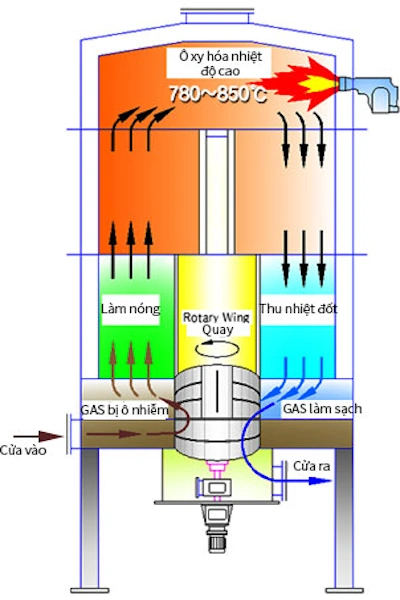 Ô xy hóa nhiệt
độ cao
780~850℃
Làm nóng
Rotary Wing
Quay
Thu nhiệt đốt
GAS bị ô nhiễm
GAS làm sạch
Cửa vào
Cửa ra